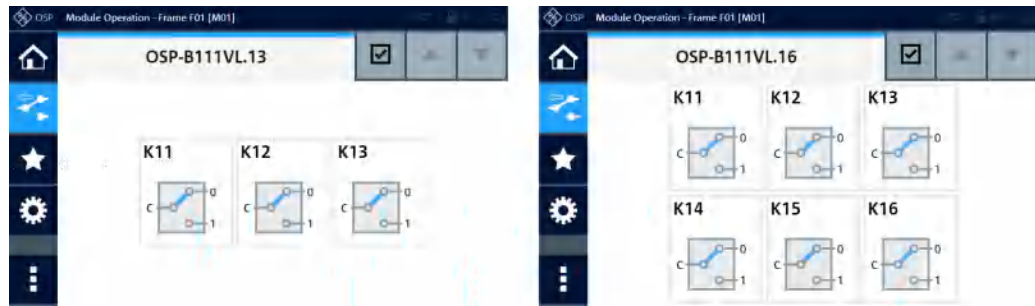 OSP Module Operation - Frame F01 [M01]
OSP-B111VL.13
K11 K12 K13
C 0 1 C 0 1 C 0 1
OSP Module Operation - Frame F01 [M01]
OSP-B111VL.16
K11 K12 K13
C 0 1 C 0 1 C 0 1
K14 K15 K16
C 0 1 C 0 1 C 0 1